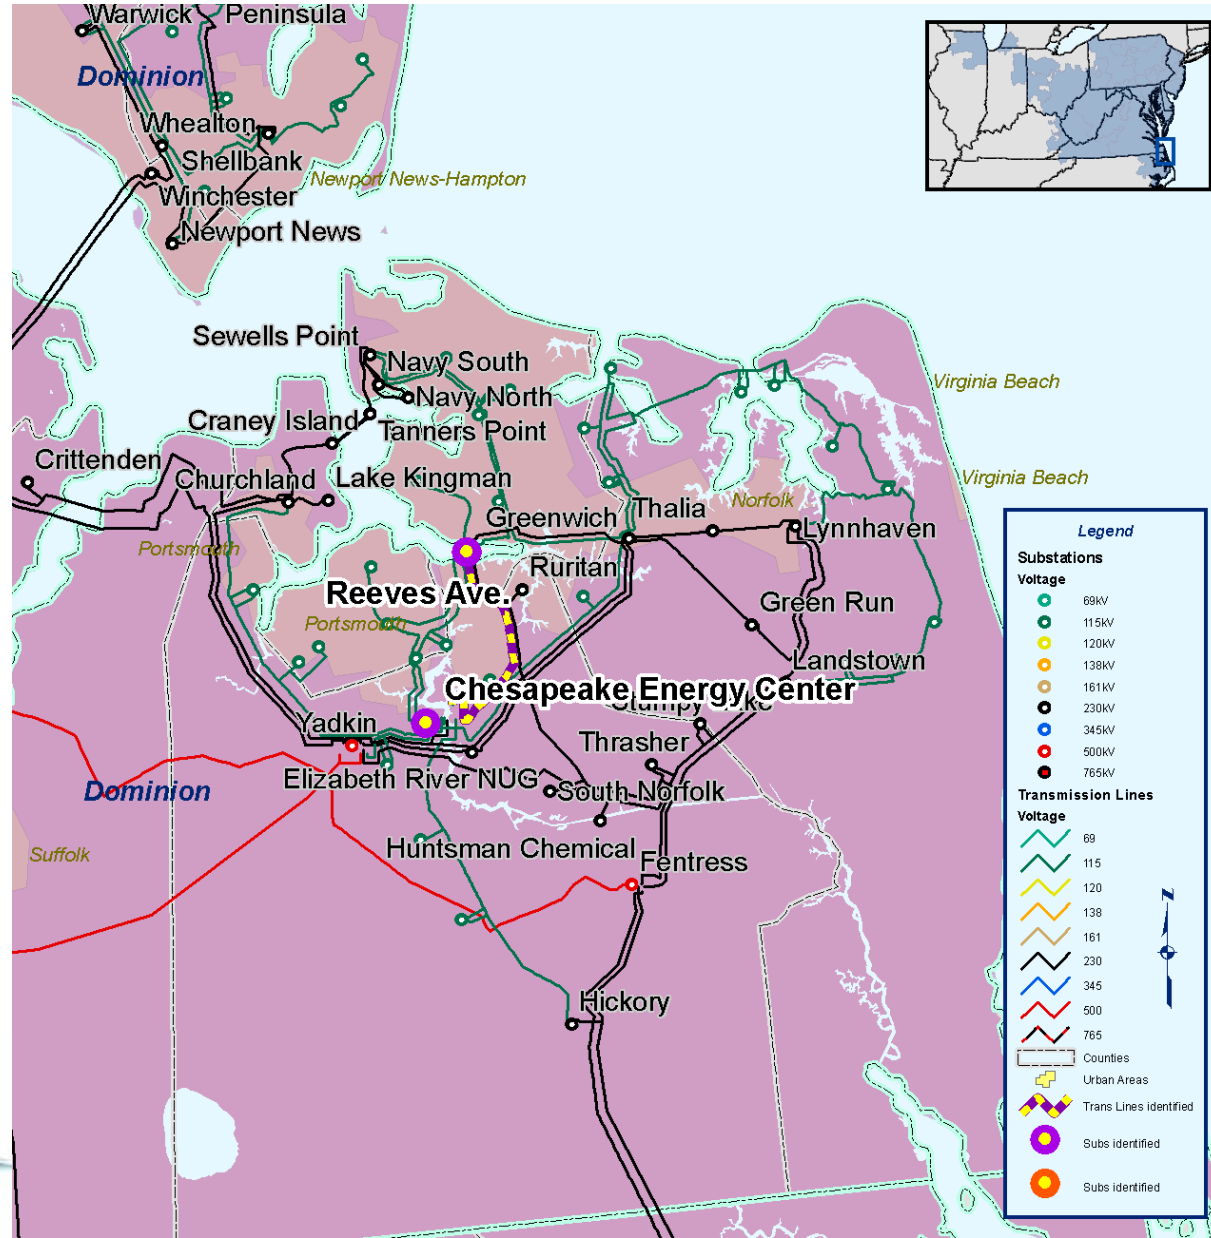 Warwick
Peninsula
Dominion
Whealton
Shellbank
Newport News-Hampton
Winchester
Newport News
Sewells Point
Navy South
Virginia Beach
Navy North
Craney Island
Tanners Point
Crittenden
Churchland
Lake Kingman
Virginia Beach
Norfolk
Greenwich
Thalia
Lynnhaven
Portsmouth
Ruritan
Reeves Ave.
Green Run
Portsmouth
Landstown
Chesapeake Energy Center
Yadkin
Thrasher
Elizabeth River NUG
Dominion
South Norfolk
Huntsman Chemical
Fentress
Suffolk
Hickory
Legend
Substations
Voltage
69kV
115kV
120kV
138kV
161kV
230kV
345kV
500kV
765kV
Transmission Lines
Voltage
69
115
120
138
161
230
345
500
765
Counties
Urban Areas
Trans Lines identified
Subs identified
Subs identified
N